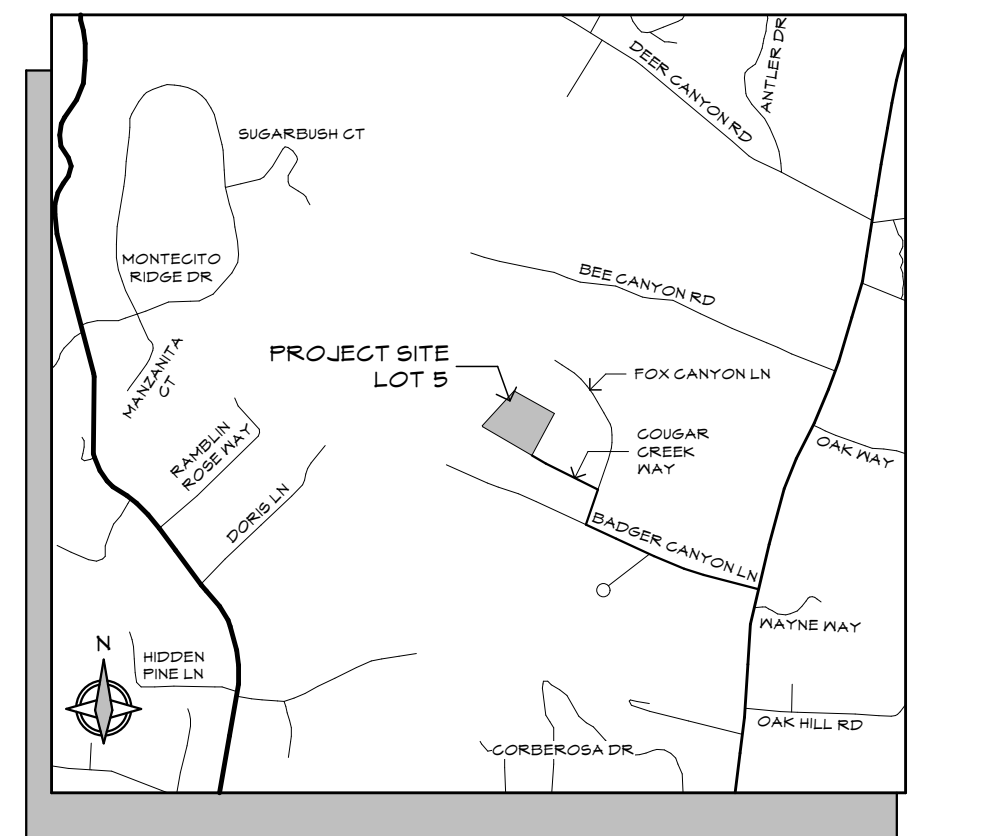 DEER CANYON RD
ANTLER DR
SUGARBUSH CT
MONTECITO
RIDGE DR
BEE CANYON RD
MANZANITA
CT
PROJECT SITE
LOT 5
FOX CANYON LN
COUGAR
CREEK
WAY
RAMBLIN
ROSE WAY
OAK WAY
DORIS LN
BADGER CANYON LN
WAYNE WAY
N
HIDDEN
PINE LN
OAK HILL RD
CORBEROSA DR